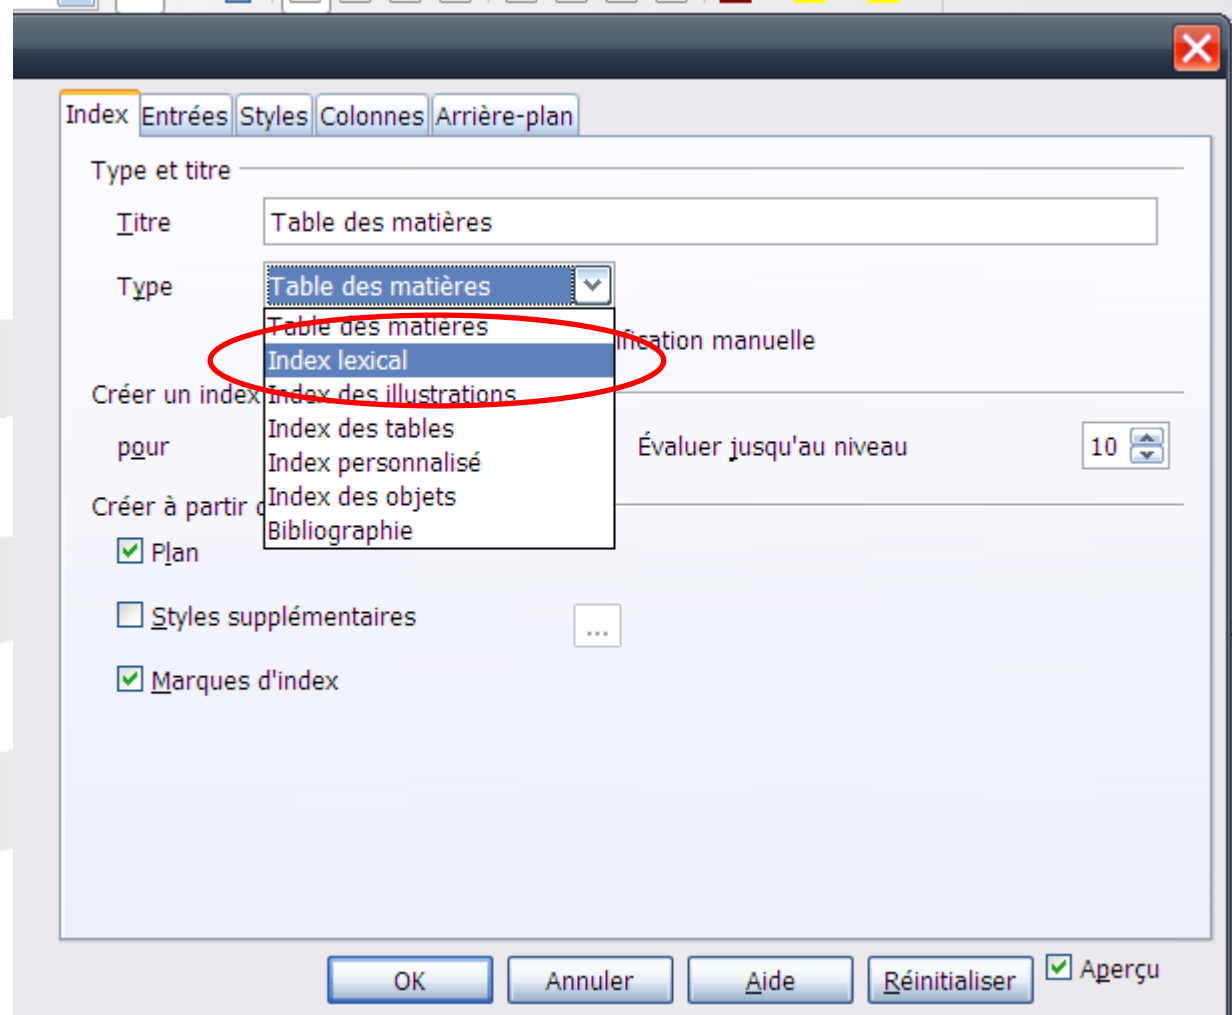 Index Entrées Styles Colonnes Arrière-plan
Type et titre
Titre Table des matières
Type Table des matières
Table des matières
ification manuelle
Index lexical
Créer un index Index des illustrations
Index des tables
pour Évaluer jusqu'au niveau 10
Index personnalisé
Index des objets
Créer à partir
Bibliographie
Plan
Styles supplémentaires ...
Marques d'index
OK Annuler Aide Réinitialiser Aperçu